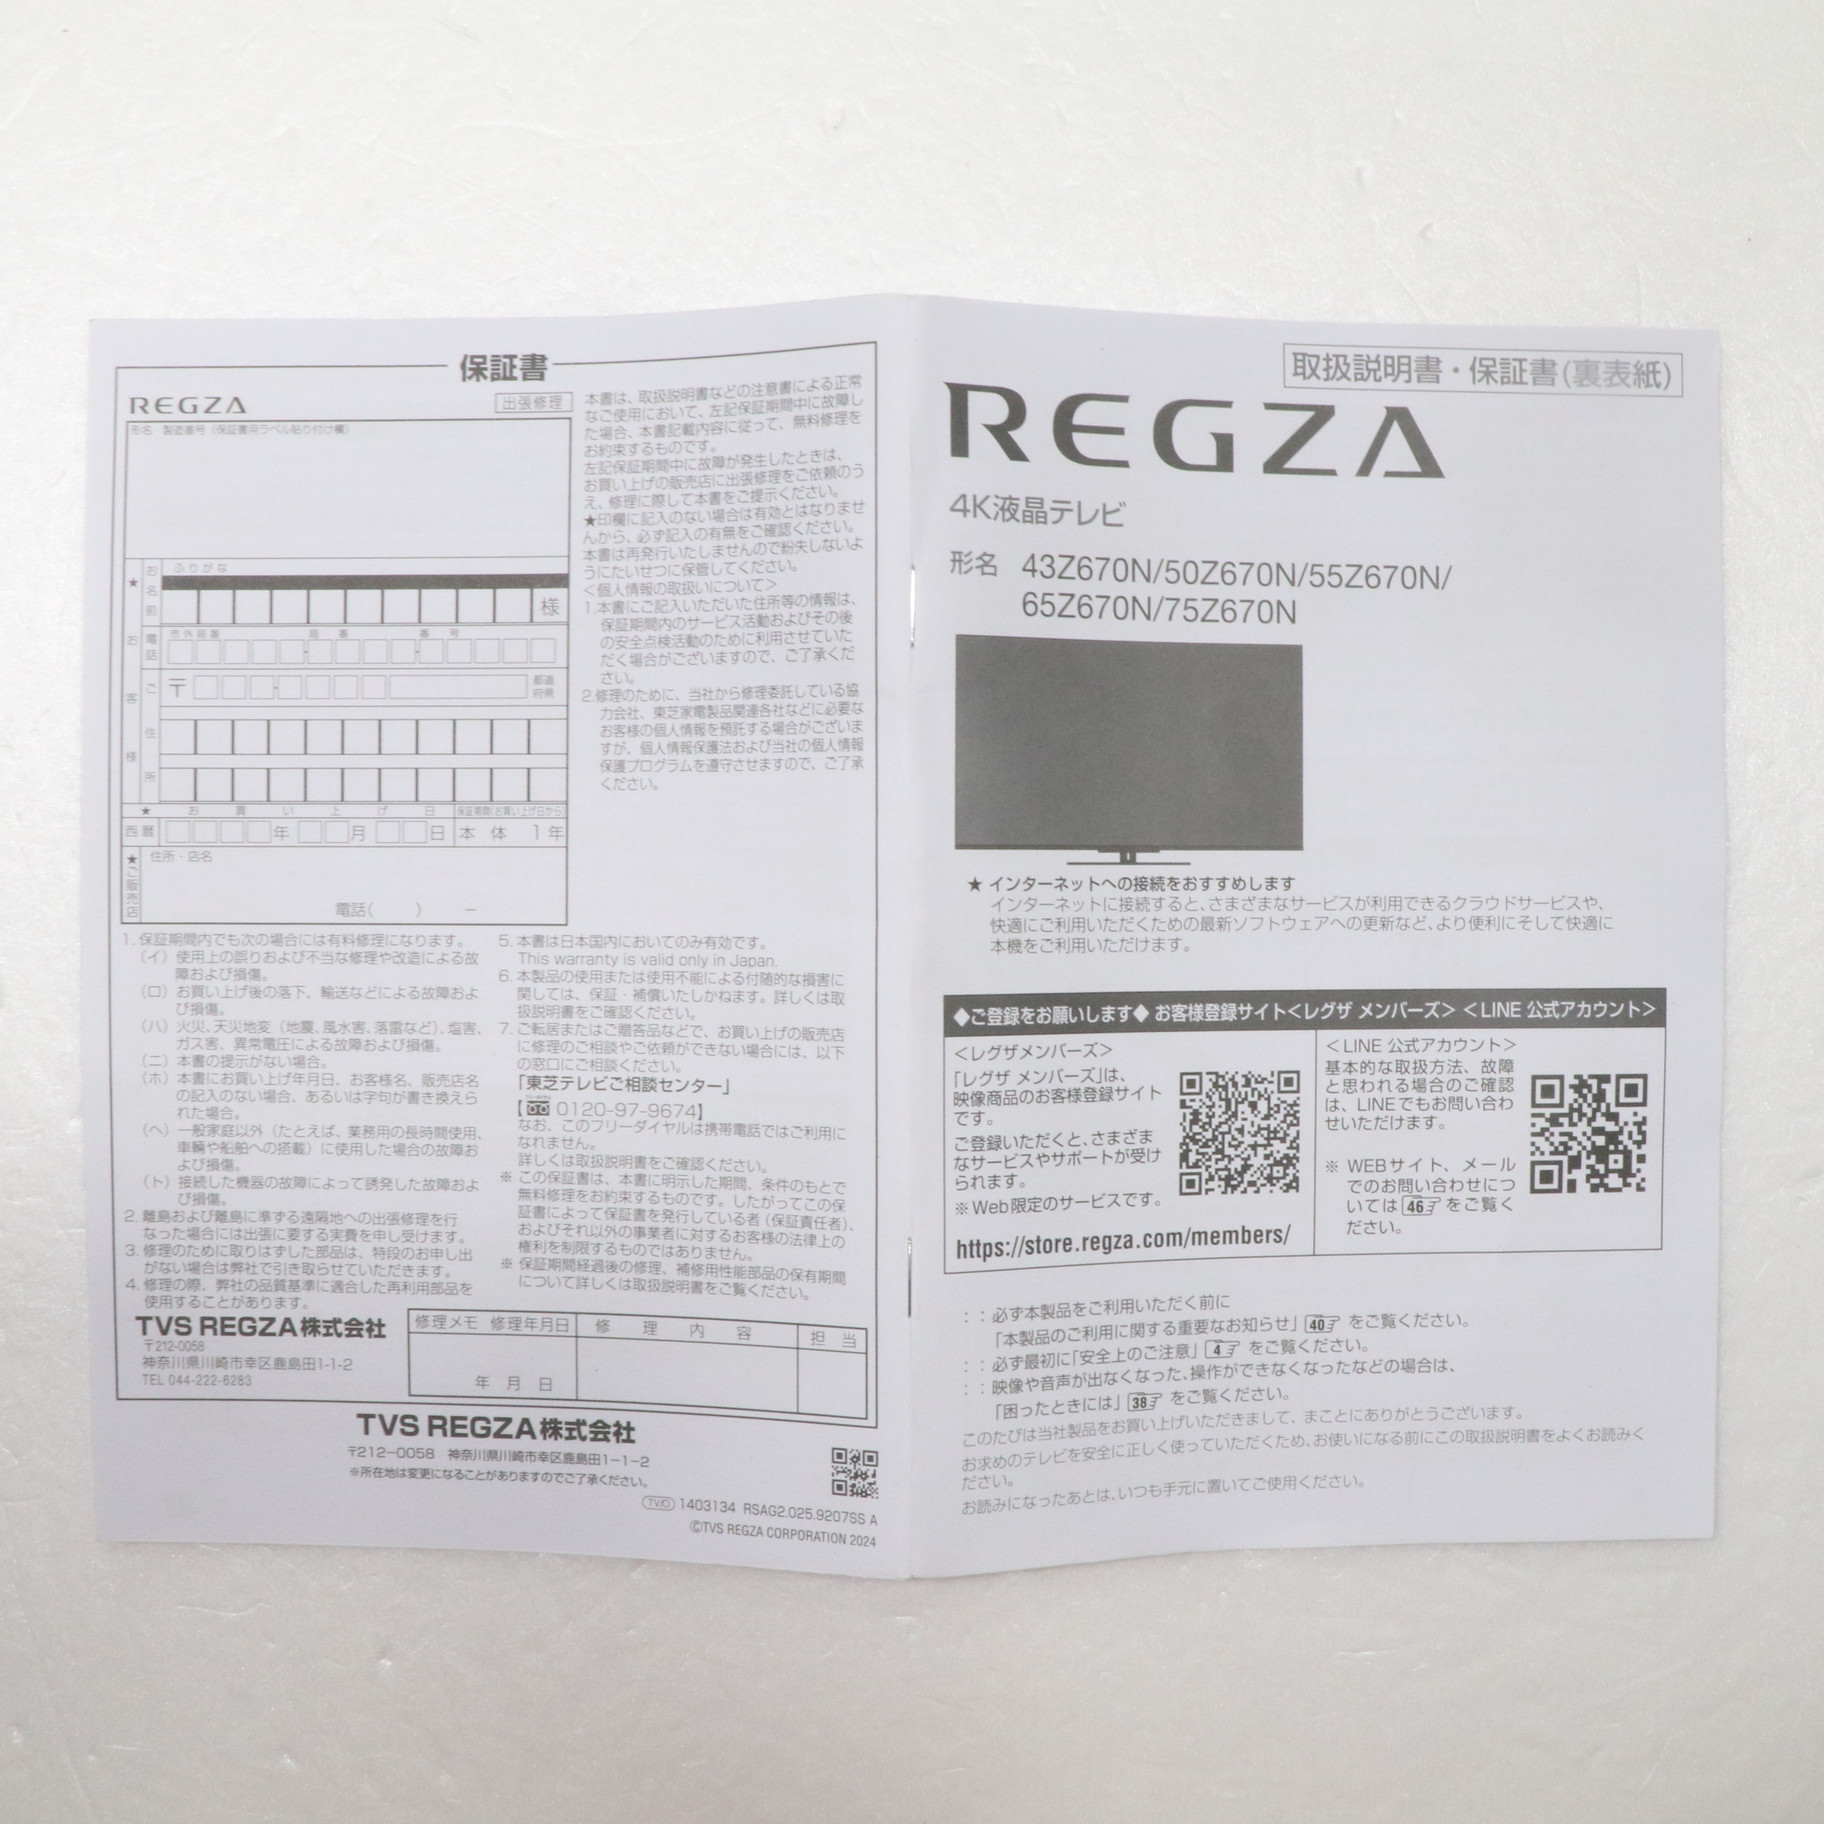 保証書
REGZA
出張修理
形名・製造番号（保証書用ラベル貼り付け欄）
★
お客様
お名前
ふりがな
様
電話
市外局番 局番 番号
ご住所
〒
都道府県
★ お買い上げ日
保証期間(お買い上げ日から)
西暦 年 月 日 本体 1年
★ご販売店
住所・店名
電話( ) ー
本書は、取扱説明書などの注意書による正常
なご使用において、左記保証期間中に故障し
た場合、本書記載内容に従って、無料修理を
お約束するものです。
左記保証期間中に故障が発生したときは、
お買い上げの販売店に出張修理をご依頼のう
え、修理に際して本書をご提示ください。
★印欄に記入のない場合は有効とはなりませ
んから、必ず記入の有無をご確認ください。
本書は再発行いたしませんので紛失しないよ
うにたいせつに保管してください。
＜個人情報の取扱いについて＞
1.本書にご記入いただいた住所等の情報は、
保証期間内のサービス活動およびその後
の安全点検活動のために利用させていた
だく場合がございますので、ご了承くだ
さい。
2.修理のために、当社から修理委託している協
力会社、東芝家電製品関連各社などに必要な
お客様の個人情報を預託する場合がございま
すが、個人情報保護法および当社の個人情報
保護プログラムを遵守させますので、ご了承
ください。
1. 保証期間内でも次の場合には有料修理になります。
（イ）使用上の誤りおよび不当な修理や改造による故
障および損傷。
（ロ）お買い上げ後の落下、輸送などによる故障およ
び損傷。
（ハ）火災、天災地変（地震、風水害、落雷など）、塩害、
ガス害、異常電圧による故障および損傷。
（ニ）本書の提示がない場合。
（ホ）本書にお買い上げ年月日、お客様名、販売店名
の記入のない場合、あるいは字句が書き換えら
れた場合。
（ヘ）一般家庭以外（たとえば、業務用の長時間使用、
車輌や船舶への搭載）に使用した場合の故障お
よび損傷。
（ト）接続した機器の故障によって誘発した故障およ
び損傷。
2. 離島および離島に準ずる遠隔地への出張修理を行
なった場合には出張に要する実費を申し受けます。
3. 修理のために取りはずした部品は、特段のお申し出
がない場合は弊社で引き取らせていただきます。
4. 修理の際、弊社の品質基準に適合した再利用部品を
使用することがあります。
5. 本書は日本国内においてのみ有効です。
This warranty is valid only in Japan.
6. 本製品の使用または使用不能による付随的な損害に
関しては、保証・補償いたしかねます。詳しくは取
扱説明書をご確認ください。
7. ご転居またはご贈答品などで、お買い上げの販売店
に修理のご相談やご依頼ができない場合には、以下
の窓口にご相談ください。
「東芝テレビご相談センター」
【 0120-97-9674】
なお、このフリーダイヤルは携帯電話ではご利用に
なれません。
詳しくは取扱説明書をご確認ください。
※ この保証書は、本書に明示した期間、条件のもとで
無料修理をお約束するものです。したがってこの保
証書によって保証書を発行している者（保証責任者）、
およびそれ以外の事業者に対するお客様の法律上の
権利を制限するものではありません。
※ 保証期間経過後の修理、補修用性能部品の保有期間
について詳しくは取扱説明書をご覧ください。
TVS REGZA株式会社
〒212-0058
神奈川県川崎市幸区鹿島田1-1-2
TEL 044-222-6283
修理メモ 修理年月日 修理内容 担当
年 月 日
TVS REGZA株式会社
〒212－0058 神奈川県川崎市幸区鹿島田1－1－2
※所在地は変更になることがありますのでご了承ください。
TV/D 1403134 RSAG2.025.9207SS A
©TVS REGZA CORPORATION 2024
取扱説明書・保証書(裏表紙)
REGZA
4K液晶テレビ
形名 43Z670N/50Z670N/55Z670N/
65Z670N/75Z670N
★ インターネットへの接続をおすすめします
インターネットに接続すると、さまざまなサービスが利用できるクラウドサービスや、
快適にご利用いただくための最新ソフトウェアへの更新など、より便利にそして快適に
本機をご利用いただけます。
◆ご登録をお願いします◆ お客様登録サイト＜レグザ メンバーズ＞＜LINE 公式アカウント＞
＜レグザメンバーズ＞
「レグザ メンバーズ」は、
映像商品のお客様登録サイト
です。
ご登録いただくと、さまざま
なサービスやサポートが受け
られます。
※Web限定のサービスです。
https://store.regza.com/members/
＜LINE 公式アカウント＞
基本的な取扱方法、故障
と思われる場合のご確認
は、LINEでもお問い合わ
せいただけます。
※ WEBサイト、メール
でのお問い合わせにつ
いては 46 をご覧く
ださい。
：：必ず本製品をご利用いただく前に
「本製品のご利用に関する重要なお知らせ」 40 をご覧ください。
：：必ず最初に「安全上のご注意」 4 をご覧ください。
：：映像や音声が出なくなった、操作ができなくなったなどの場合は、
「困ったときには」 38 をご覧ください。
このたびは当社製品をお買い上げいただきまして、まことにありがとうございます。
お求めのテレビを安全に正しく使っていただくため、お使いになる前にこの取扱説明書をよくお読みく
ださい。
お読みになったあとは、いつも手元に置いてご使用ください。